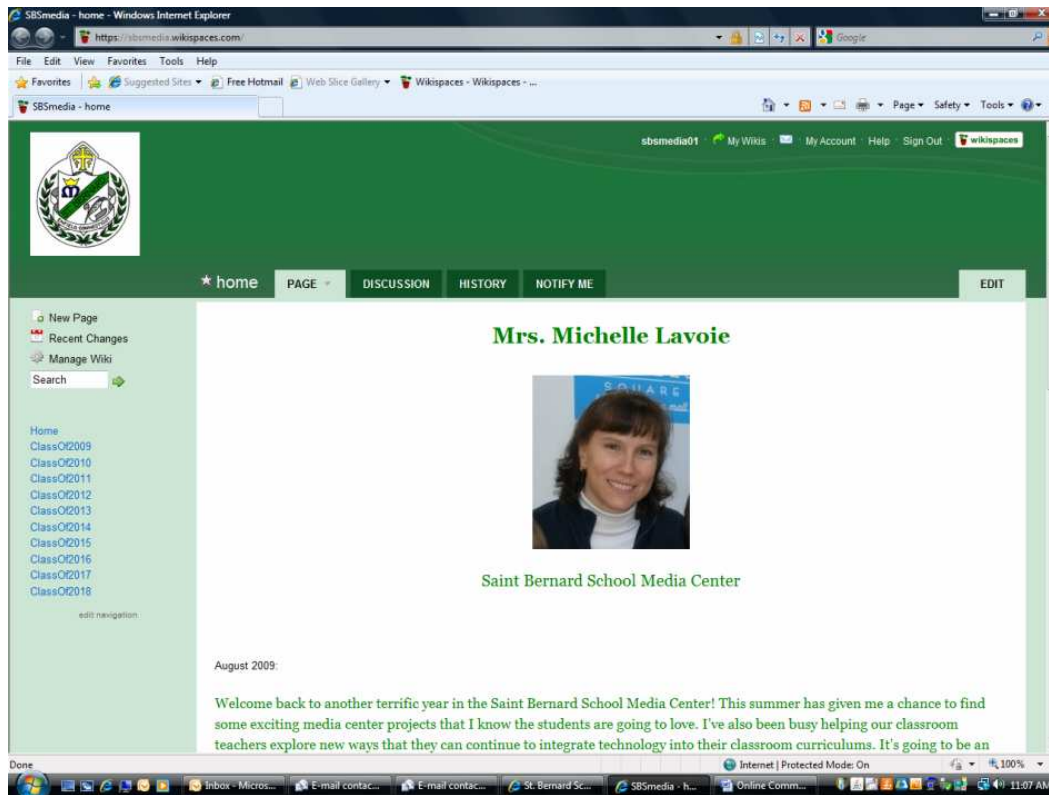 SBSmedia - home - Windows Internet Explorer
https://sbsmedia.wikispaces.com/
Google
File Edit View Favorites Tools Help
Favorites Suggested Sites Free Hotmail Web Slice Gallery Wikispaces - Wikispaces - ...
SBSmedia - home
Page Safety Tools
sbsmedia01 My Wikis My Account Help Sign Out wikispaces
home PAGE DISCUSSION HISTORY NOTIFY ME EDIT
New Page
Recent Changes
Manage Wiki
Search
Home
ClassOf2009
ClassOf2010
ClassOf2011
ClassOf2012
ClassOf2013
ClassOf2014
ClassOf2015
ClassOf2016
ClassOf2017
ClassOf2018
edit navigation
Mrs. Michelle Lavoie
SQUARE
Saint Bernard School Media Center
August 2009:
Welcome back to another terrific year in the Saint Bernard School Media Center! This summer has given me a chance to find
some exciting media center projects that I know the students are going to love. I've also been busy helping our classroom
teachers explore new ways that they can continue to integrate technology into their classroom curriculums. It's going to be an
Done Internet | Protected Mode: On 100%
Inbox - Micros... E-mail contac... E-mail contac... St. Bernard Sc... SBSmedia - h... Online Comm... 11:07 AM